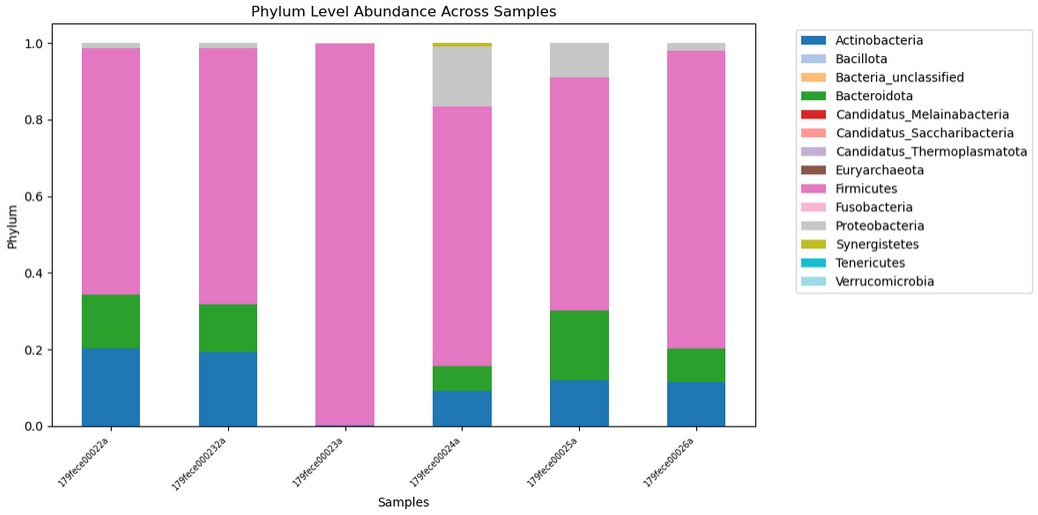 Phylum Level Abundance Across Samples
1.0
0.8
0.6
0.4
0.2
0.0
Phylum
179fece00022a
179fece000232a
179fece00023a
179fece00024a
179fece00025a
179fece00026a
Samples
Actinobacteria
Bacillota
Bacteria_unclassified
Bacteroidota
Candidatus_Melainabacteria
Candidatus_Saccharibacteria
Candidatus_Thermoplasmatota
Euryarchaeota
Firmicutes
Fusobacteria
Proteobacteria
Synergistetes
Tenericutes
Verrucomicrobia